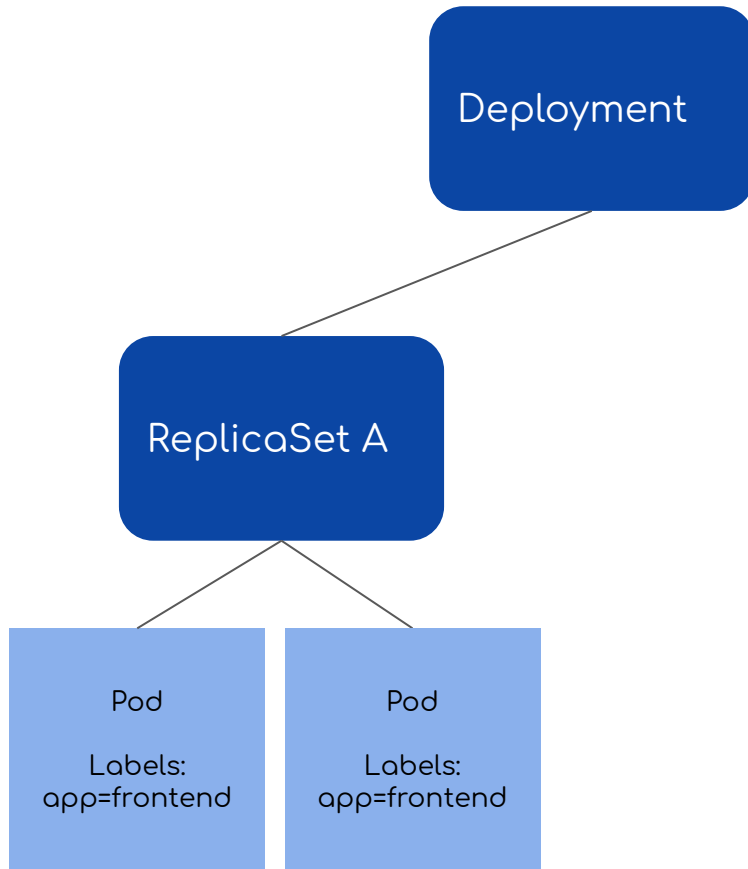 Deployment
ReplicaSet A
Pod
Labels:
app=frontend
Pod
Labels:
app=frontend